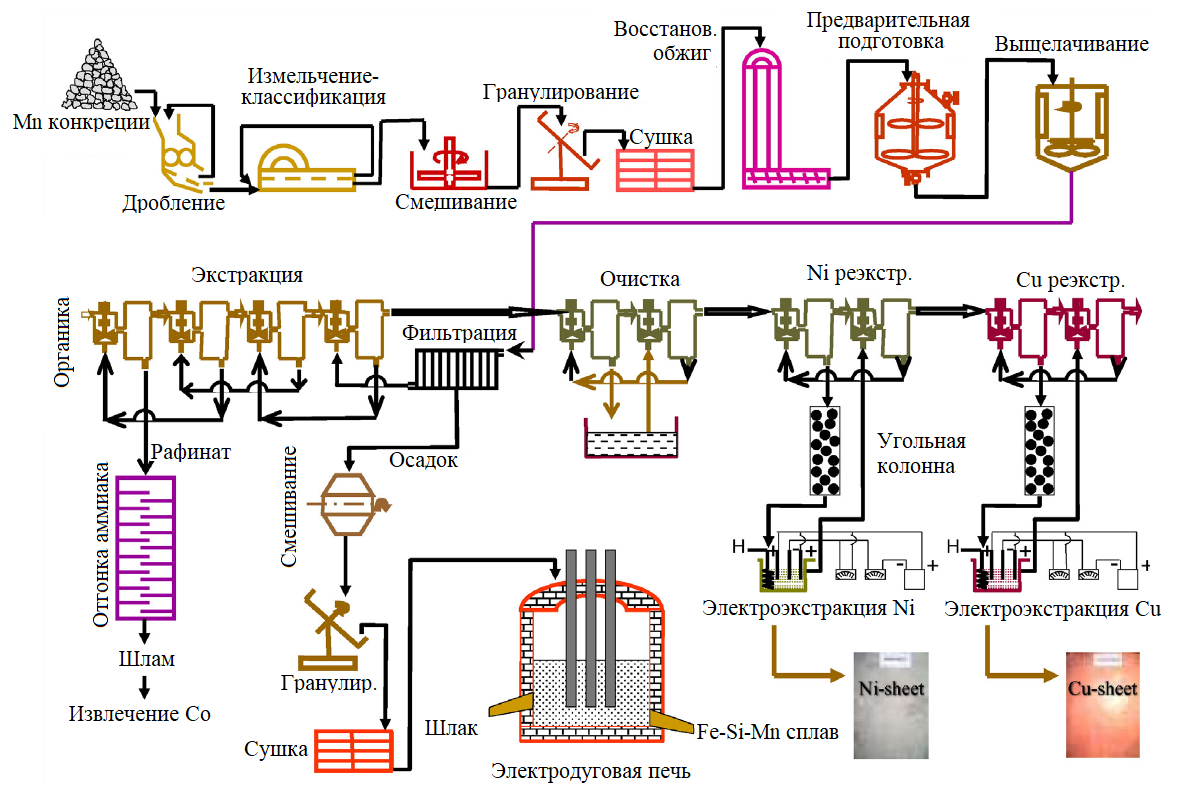 Mn конкреции
Дробление
Измельчение-
классификация
Смешивание
Гранулирование
Сушка
Восстанов.
обжиг
Предварительная
подготовка
Выщелачивание
Органика
Экстракция
Фильтрация
Очистка
Ni реэкстр.
Cu реэкстр.
Рафинат
Осадок
Угольная
колонна
Отгонка аммиака
Смешивание
H
+
-
+
H
+
-
+
Электроэкстракция Ni
Электроэкстракция Cu
Шлам
Извлечение Co
Гранулир.
Сушка
Шлак
Fe-Si-Mn сплав
Электродуговая печь
Ni-sheet
Cu-sheet